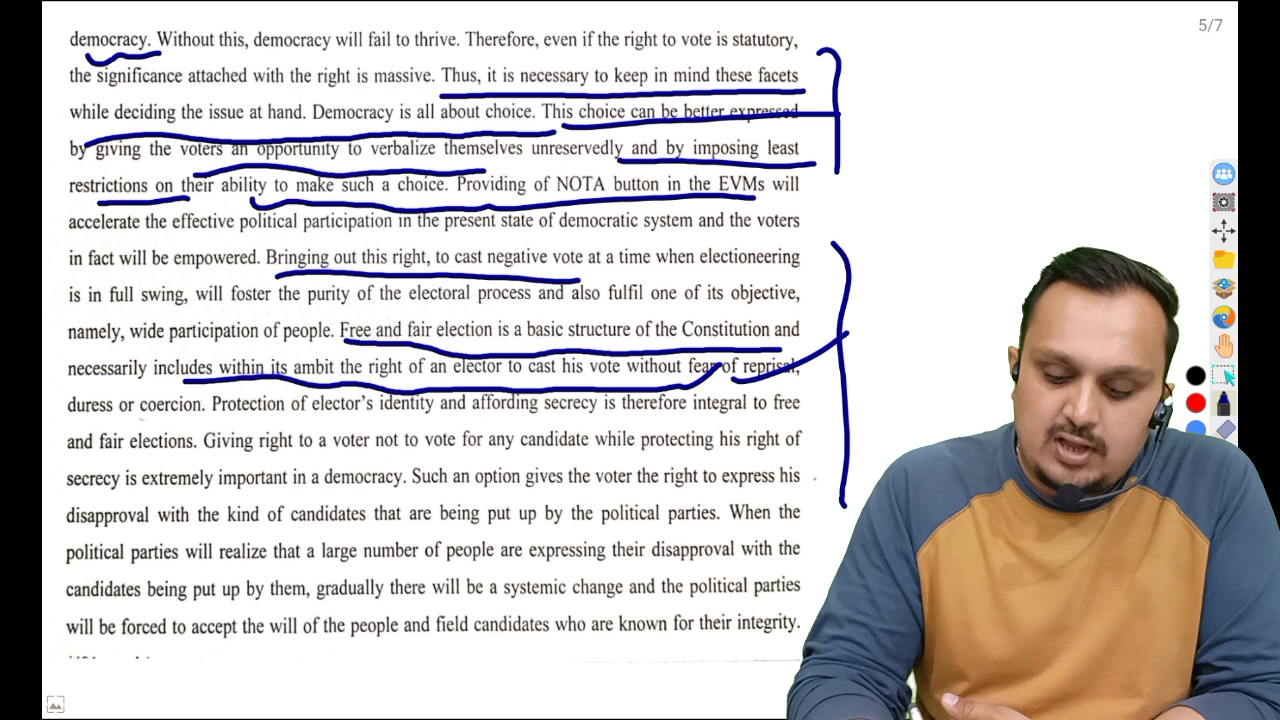 5/7
democracy. Without this, democracy will fail to thrive. Therefore, even if the right to vote is statutory,
the significance attached with the right is massive. Thus, it is necessary to keep in mind these facets
while deciding the issue at hand. Democracy is all about choice. This choice can be better expressed
by giving the voters an opportunity to verbalize themselves unreservedly and by imposing least
restrictions on their ability to make such a choice. Providing of NOTA button in the EVMs will
accelerate the effective political participation in the present state of democratic system and the voters
in fact will be empowered. Bringing out this right, to cast negative vote at a time when electioneering
is in full swing, will foster the purity of the electoral process and also fulfil one of its objective,
namely, wide participation of people. Free and fair election is a basic structure of the Constitution and
necessarily includes within its ambit the right of an elector to cast his vote without fear of reprisal,
duress or coercion. Protection of elector's identity and affording secrecy is therefore integral to free
and fair elections. Giving right to a voter not to vote for any candidate while protecting his right of
secrecy is extremely important in a democracy. Such an option gives the voter the right to express his
disapproval with the kind of candidates that are being put up by the political parties. When the
political parties will realize that a large number of people are expressing their disapproval with the
candidates being put up by them, gradually there will be a systemic change and the political parties
will be forced to accept the will of the people and field candidates who are known for their integrity.